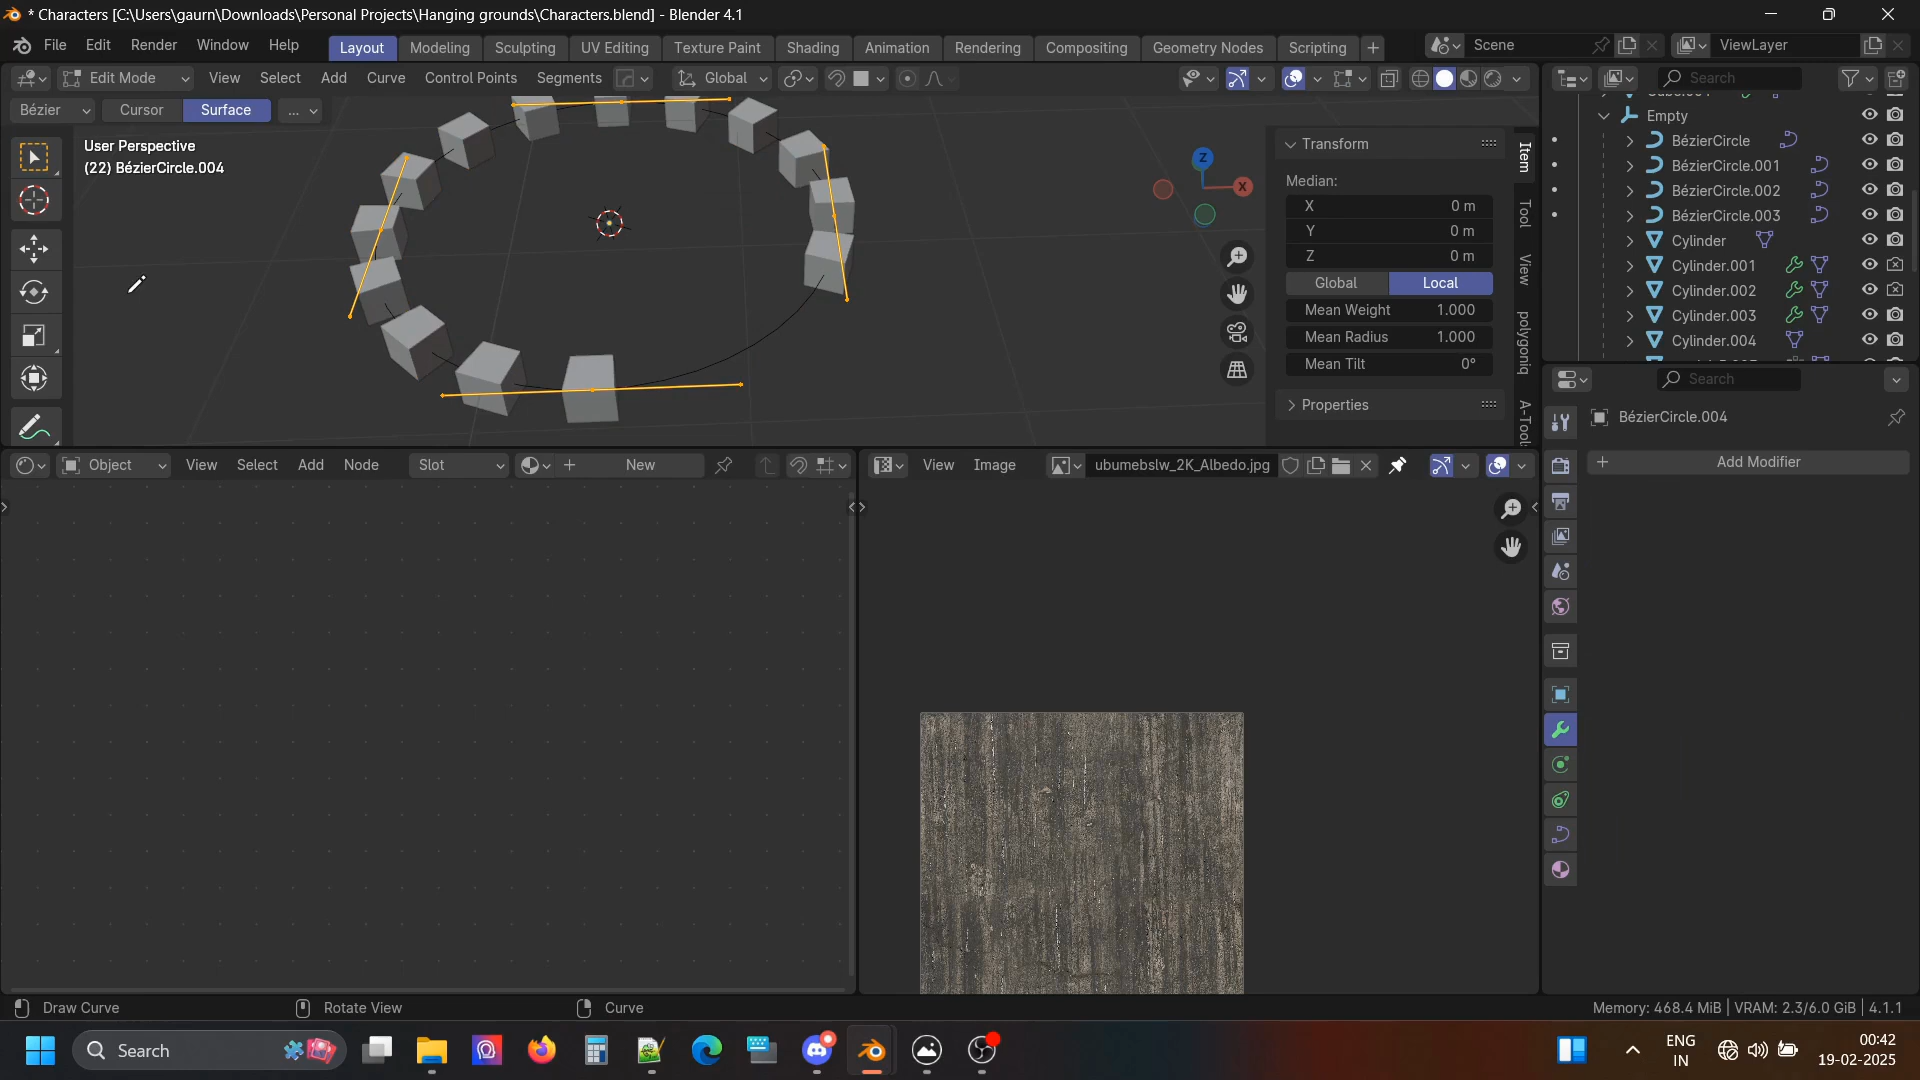 * Characters [C:\Users\gaurn\Downloads\Personal Projects\Hanging grounds\Characters.blend] - Blender 4.1
File Edit Render Window Help Layout Modeling Sculpting UV Editing Texture Paint Shading Animation Rendering Compositing Geometry Nodes Scripting + Scene ViewLayer
Edit Mode View Select Add Curve Control Points Segments Global Search
Bézier Cursor Surface ...
User Perspective
(22) BézierCircle.004
Z
X
Transform
Median:
X 0 m
Y 0 m
Z 0 m
Global Local
Mean Weight 1.000
Mean Radius 1.000
Mean Tilt 0°
Properties
Item
Tool
View
polygoniq
A-Tool
Empty
BézierCircle
BézierCircle.001
BézierCircle.002
BézierCircle.003
Cylinder
Cylinder.001
Cylinder.002
Cylinder.003
Cylinder.004
Search
BézierCircle.004
+ Add Modifier
Object View Select Add Node Slot + New
View Image ubumebslw_2K_Albedo.jpg
Draw Curve Rotate View Curve Memory: 468.4 MiB | VRAM: 2.3/6.0 GiB | 4.1.1
Search
ENG
IN
00:42
19-02-2025